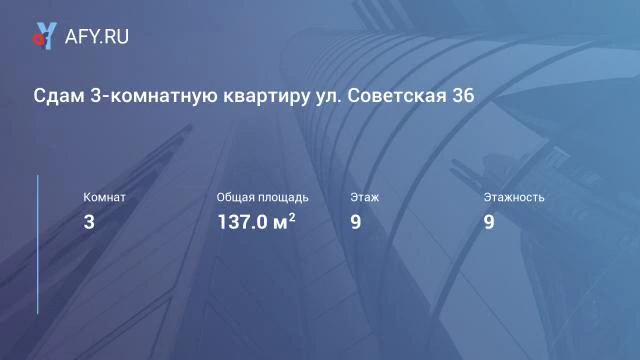 AFY.RU
Сдам 3-комнатную квартиру ул. Советская 36
Комнат
3
Общая площадь
137.0 м²
Этаж
9
Этажность
9